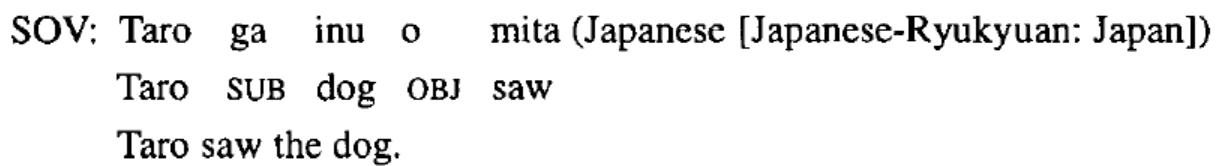 SOV: Taro ga inu o mita (Japanese [Japanese-Ryukyuan: Japan])
Taro SUB dog OBJ saw
Taro saw the dog.